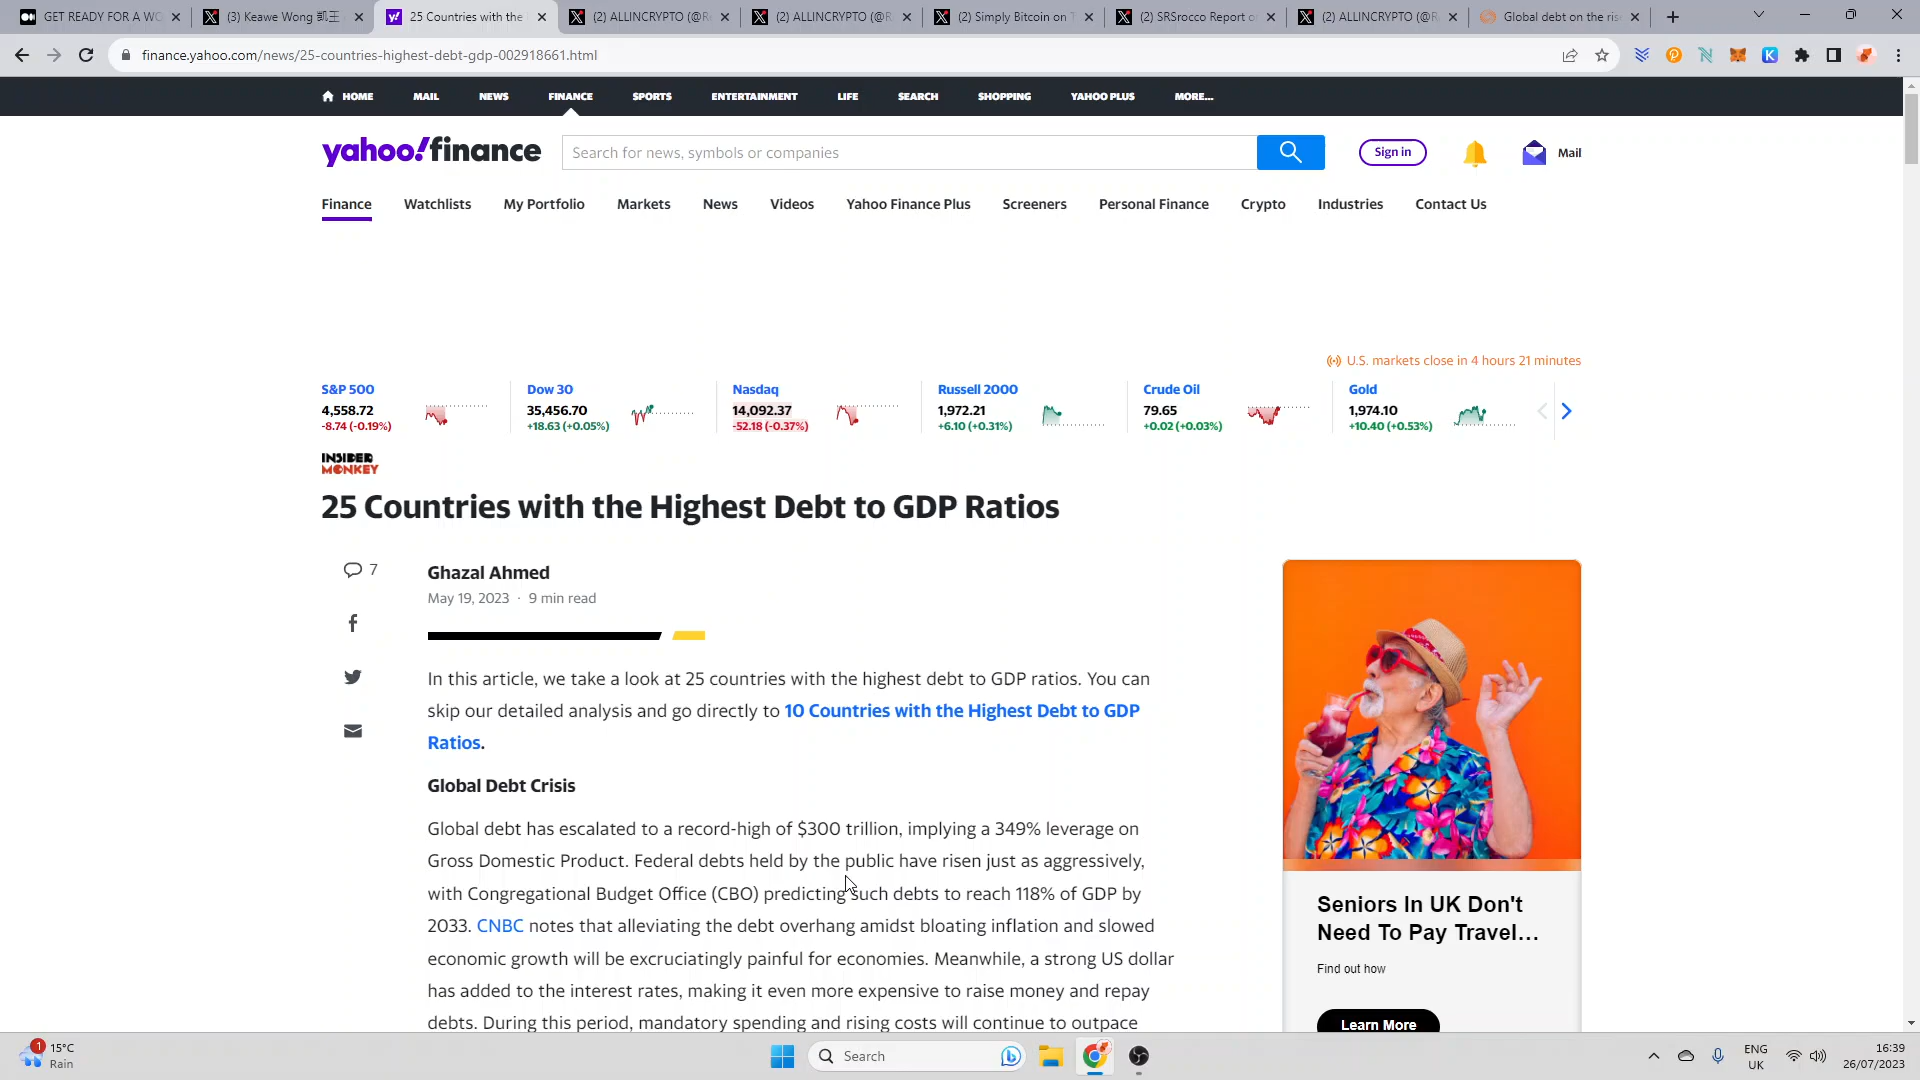 GET READY FOR A WO
(3) Keawe Wong 凯王
25 Countries with the
(2) ALLINCRYPTO (@R
(2) ALLINCRYPTO (@R
(2) Simply Bitcoin on T
(2) SRSrocco Report o
(2) ALLINCRYPTO (@R
Global debt on the ris
finance.yahoo.com/news/25-countries-highest-debt-gdp-002918661.html
HOME MAIL NEWS FINANCE SPORTS ENTERTAINMENT LIFE SEARCH SHOPPING YAHOO PLUS MORE...
yahoo!finance
Search for news, symbols or companies
Sign in
Mail
Finance Watchlists My Portfolio Markets News Videos Yahoo Finance Plus Screeners Personal Finance Crypto Industries Contact Us
U.S. markets close in 4 hours 21 minutes
S&P 500 Dow 30 Nasdaq Russell 2000 Crude Oil Gold
4,558.72 35,456.70 14,092.37 1,972.21 79.65 1,974.10
-8.74 (-0.19%) +18.63 (+0.05%) -52.18 (-0.37%) +6.10 (+0.31%) +0.02 (+0.03%) +10.40 (+0.53%)
INSIDER
MONKEY
25 Countries with the Highest Debt to GDP Ratios
7
Ghazal Ahmed
May 19, 2023 · 9 min read
In this article, we take a look at 25 countries with the highest debt to GDP ratios. You can
skip our detailed analysis and go directly to 10 Countries with the Highest Debt to GDP
Ratios.
Global Debt Crisis
Global debt has escalated to a record-high of $300 trillion, implying a 349% leverage on
Gross Domestic Product. Federal debts held by the public have risen just as aggressively,
with Congregational Budget Office (CBO) predicting such debts to reach 118% of GDP by
2033. CNBC notes that alleviating the debt overhang amidst bloating inflation and slowed
economic growth will be excruciatingly painful for economies. Meanwhile, a strong US dollar
has added to the interest rates, making it even more expensive to raise money and repay
debts. During this period, mandatory spending and rising costs will continue to outpace
Seniors In UK Don't
Need To Pay Travel...
Find out how
Learn More
1
15°C
Rain
Search
ENG
UK
16:39
26/07/2023